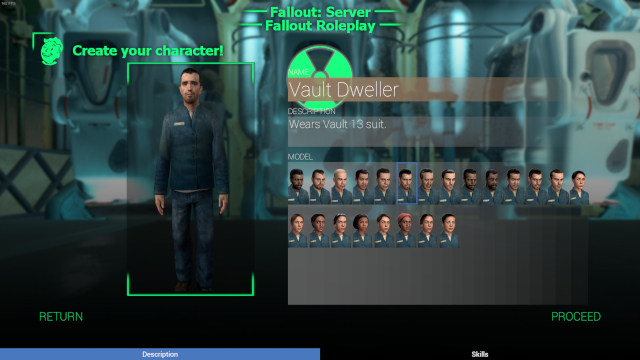 Fallout: Server
Fallout Roleplay
Create your character!
NAME
Vault Dweller
DESCRIPTION
Wears Vault 13 suit.
MODEL
RETURN
PROCEED
Description
Skills